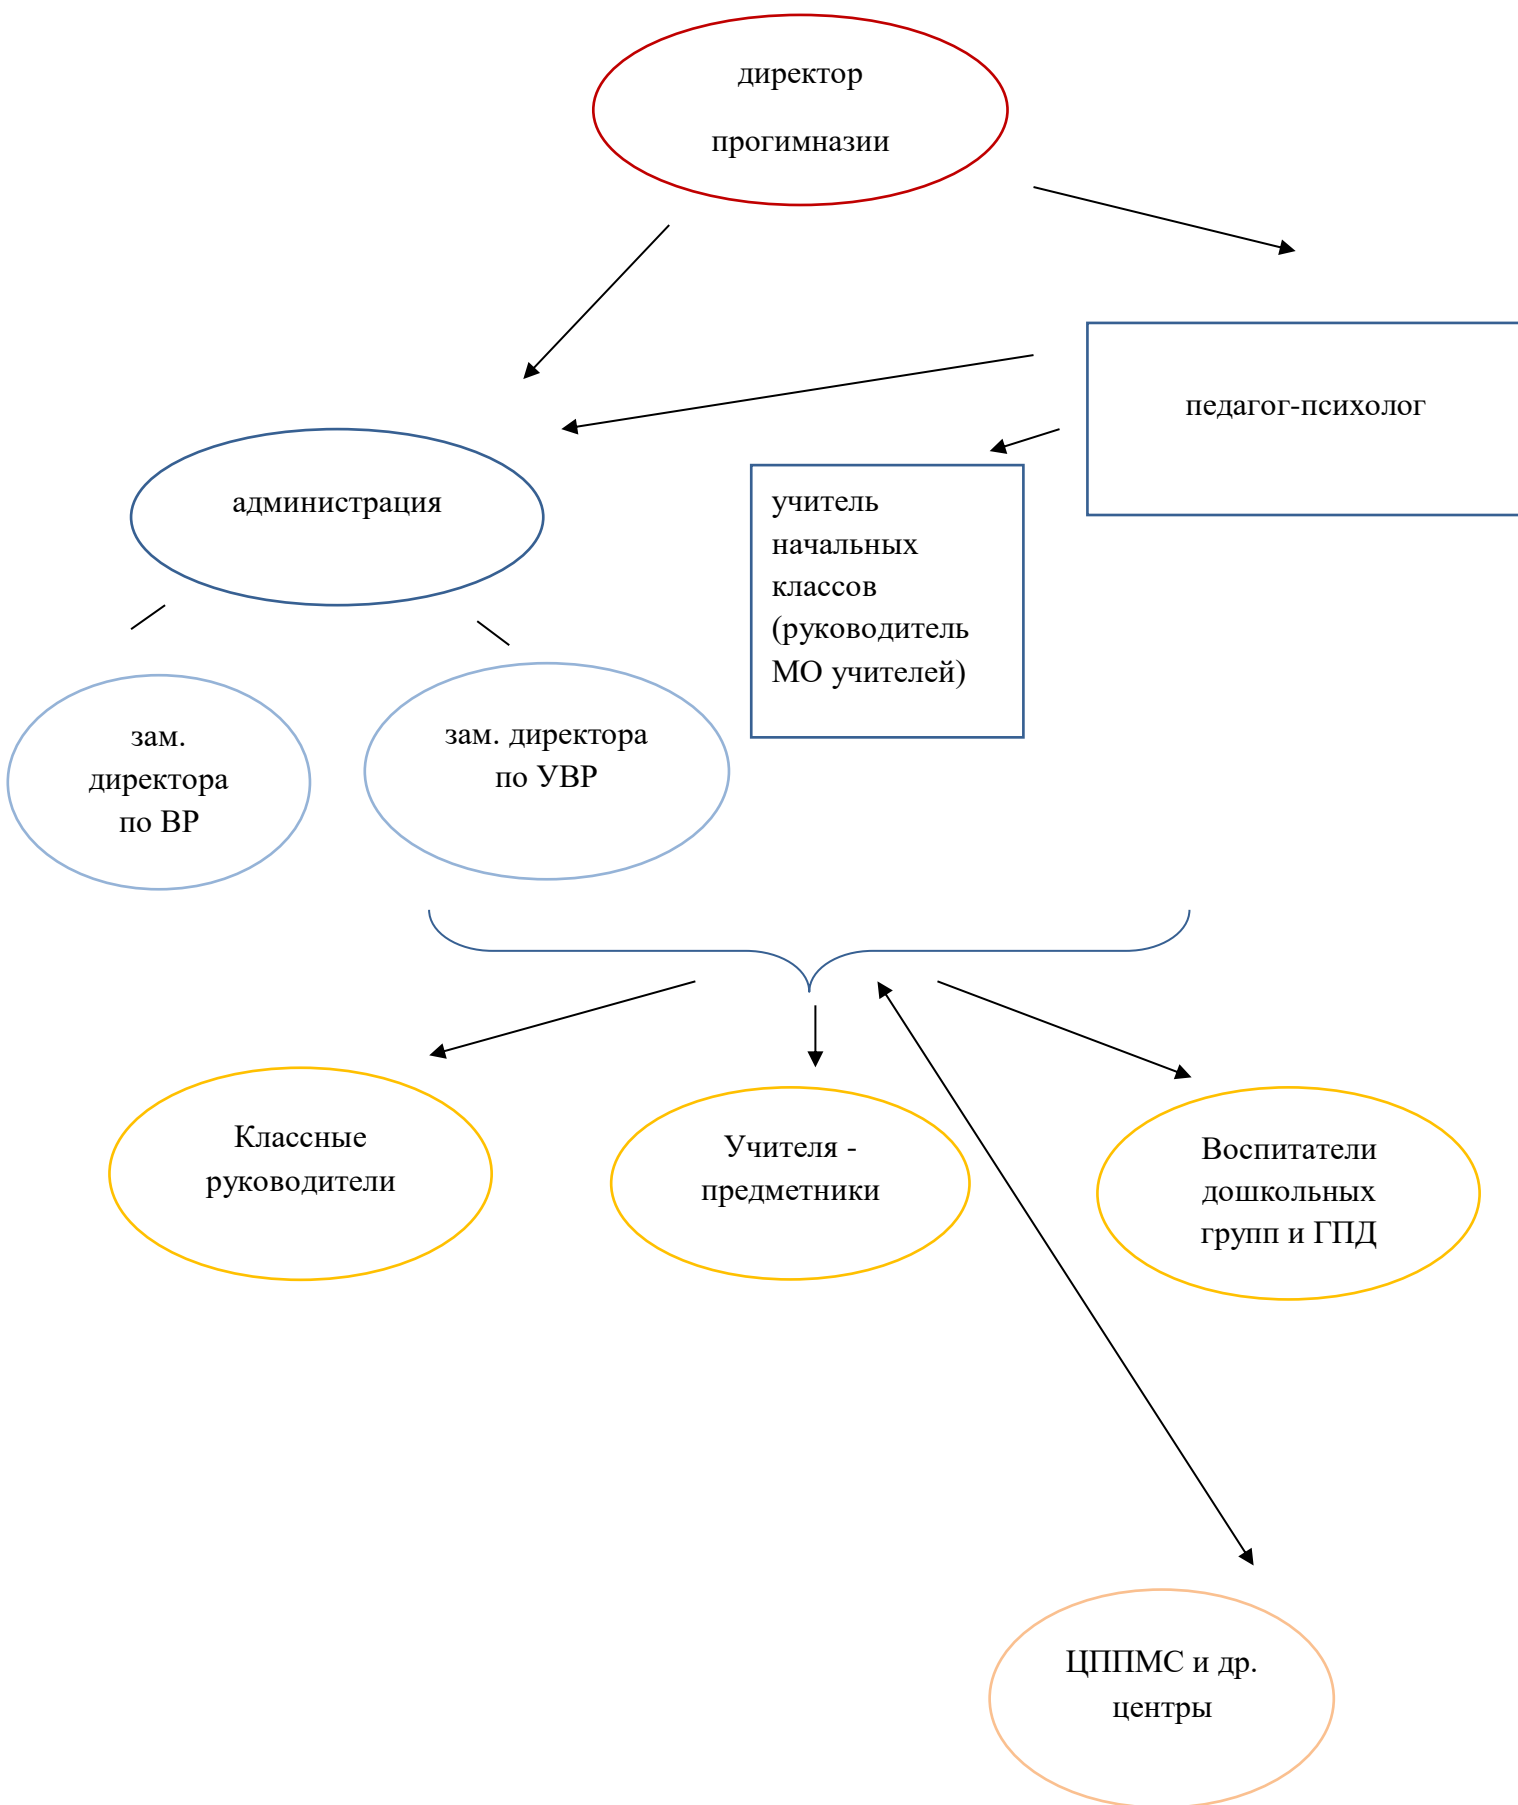 директор
прогимназии
педагог-психолог
администрация
учитель
начальных
классов
(руководитель
МО учителей)
зам.
директора
по ВР
зам. директора
по УВР
Классные
руководители
Учителя -
предметники
Воспитатели
дошкольных
групп и ГПД
ЦППМС и др.
центры